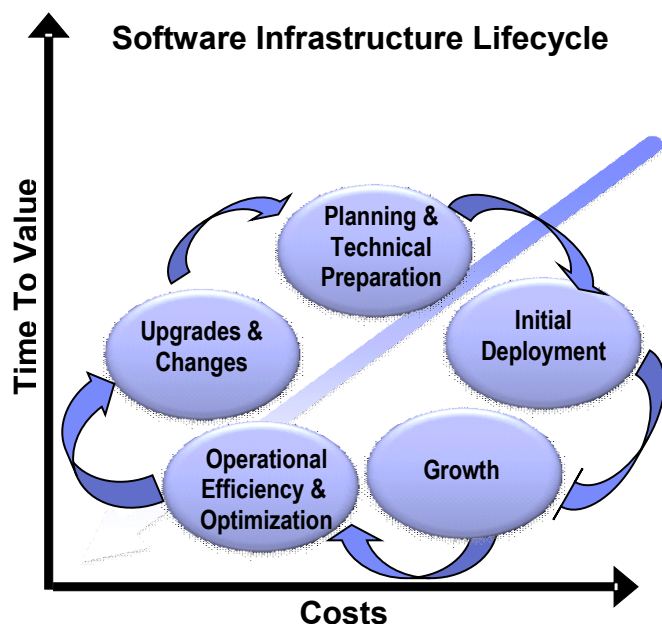 Software Infrastructure Lifecycle
Time To Value
Planning &
Technical
Preparation
Upgrades &
Changes
Initial
Deployment
Operational
Efficiency &
Optimization
Growth
Costs